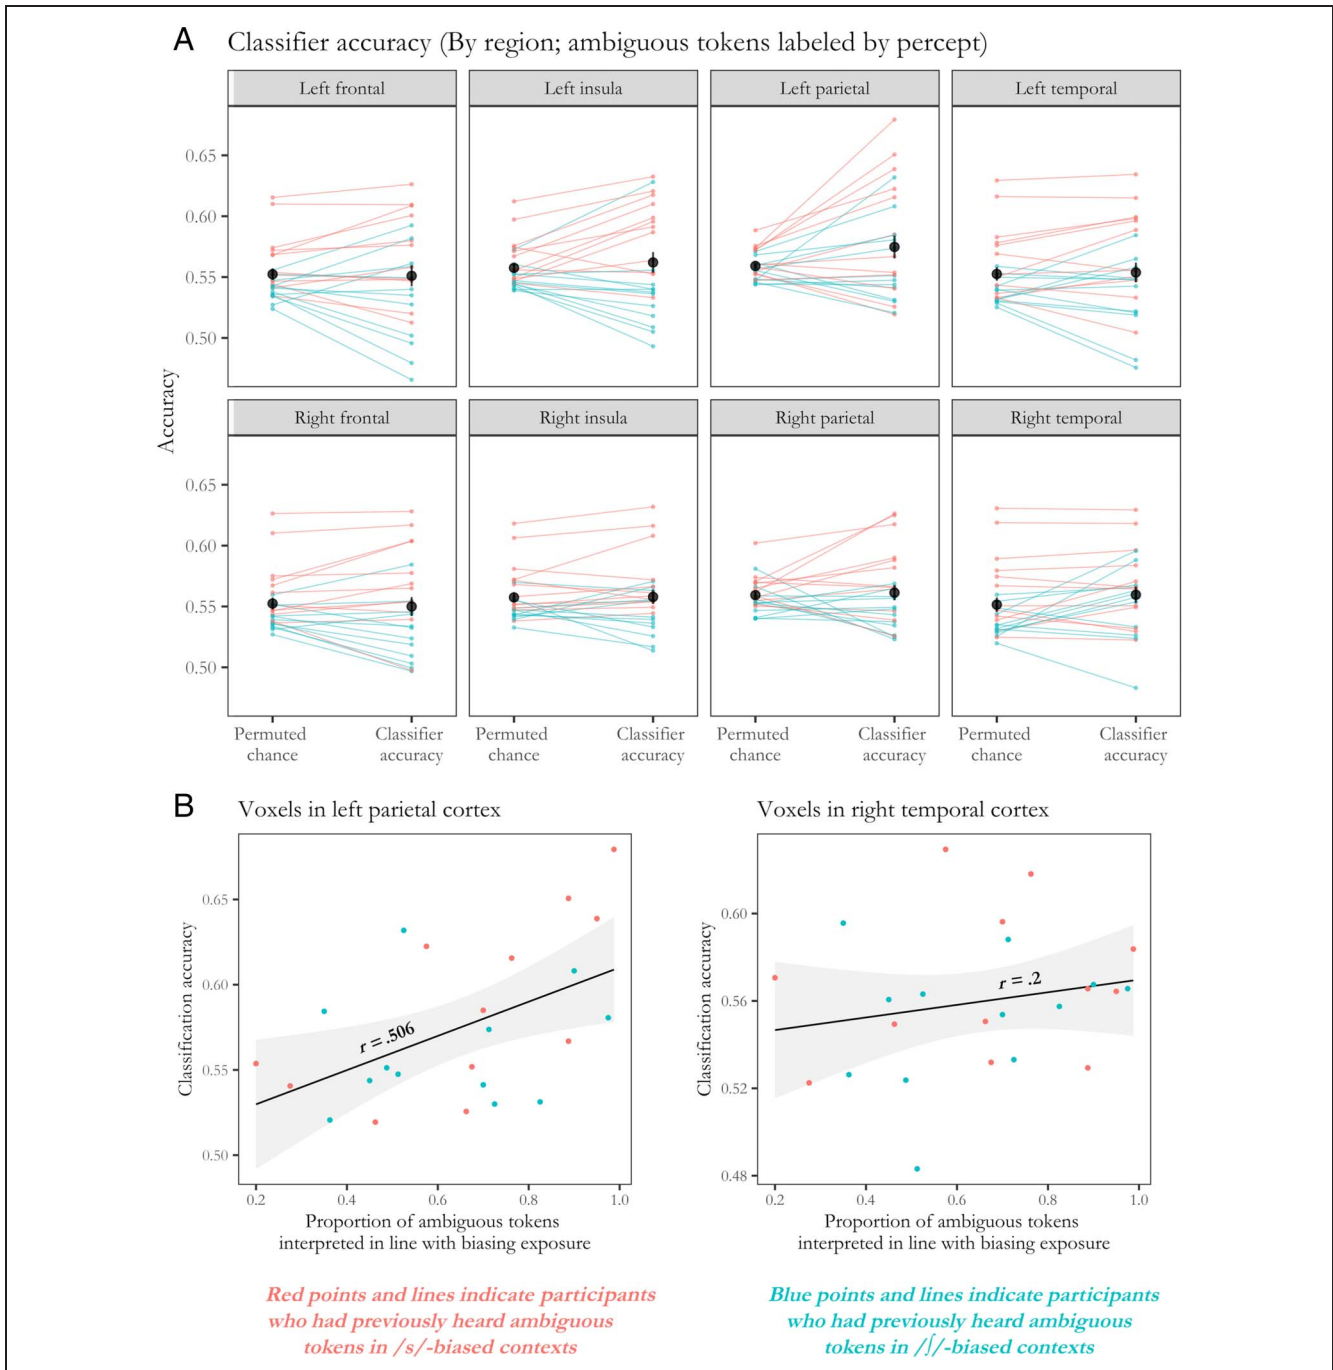 A Classifier accuracy (By region; ambiguous tokens labeled by percept)
Left frontal
Left insula
Left parietal
Left temporal
0.65
0.60
0.55
0.50
Accuracy
Right frontal
Right insula
Right parietal
Right temporal
0.65
0.60
0.55
0.50
Permuted
chance
Classifier
accuracy
Permuted
chance
Classifier
accuracy
Permuted
chance
Classifier
accuracy
Permuted
chance
Classifier
accuracy
B Voxels in left parietal cortex
Classification accuracy
0.65
0.60
0.55
0.50
r = .506
0.2 0.4 0.6 0.8 1.0
Proportion of ambiguous tokens
interpreted in line with biasing exposure
Voxels in right temporal cortex
Classification accuracy
0.60
0.56
0.52
0.48
r = .2
0.2 0.4 0.6 0.8 1.0
Proportion of ambiguous tokens
interpreted in line with biasing exposure
Red points and lines indicate participants
who had previously heard ambiguous
tokens in /s/-biased contexts
Blue points and lines indicate participants
who had previously heard ambiguous
tokens in /ʃ/-biased contexts